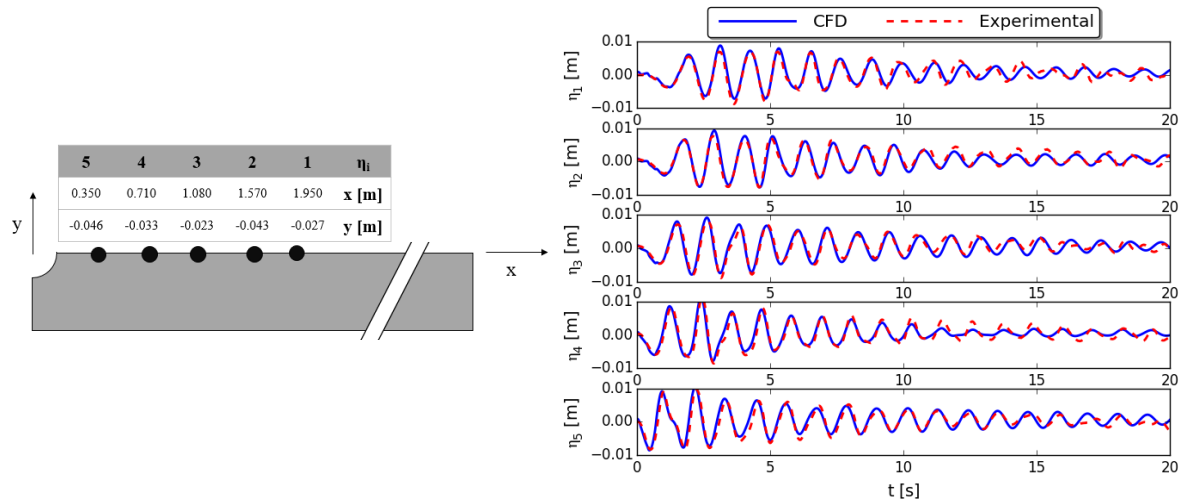 5 4 3 2 1 ηi
0.350 0.710 1.080 1.570 1.950 x [m]
-0.046 -0.033 -0.023 -0.043 -0.027 y [m]
y
x
CFD Experimental
0.01
0.00
−0.01
η1 [m]
0 5 10 15 20
0.01
0.00
−0.01
η2 [m]
0 5 10 15 20
0.01
0.00
−0.01
η3 [m]
0 5 10 15 20
0.01
0.00
−0.01
η4 [m]
0 5 10 15 20
0.01
0.00
−0.01
η5 [m]
0 5 10 15 20
t [s]